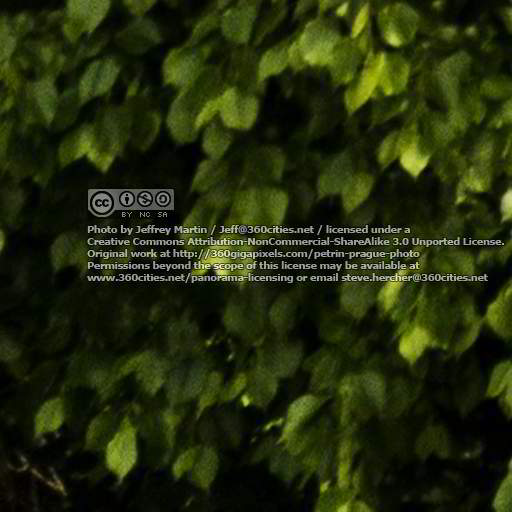 cc
BY NC SA
Photo by Jeffrey Martin / Jeff@360cities.net / licensed under a
Creative Commons Attribution-NonCommercial-ShareAlike 3.0 Unported License.
Original work at http://360gigapixels.com/petrin-prague-photo
Permissions beyond the scope of this license may be available at
www.360cities.net/panorama-licensing or email steve.hercher@360cities.net